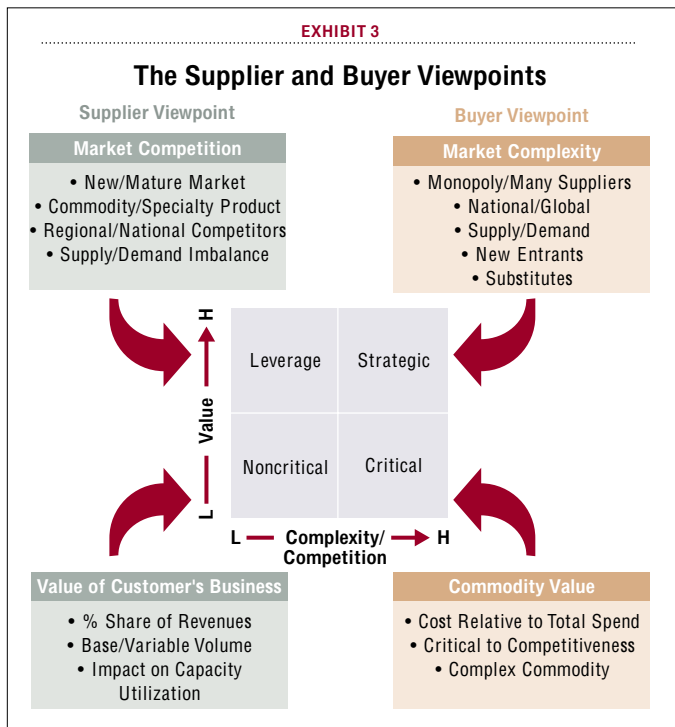 EXHIBIT 3
The Supplier and Buyer Viewpoints
Supplier Viewpoint
Market Competition
• New/Mature Market
• Commodity/Specialty Product
• Regional/National Competitors
• Supply/Demand Imbalance
Buyer Viewpoint
Market Complexity
• Monopoly/Many Suppliers
• National/Global
• Supply/Demand
• New Entrants
• Substitutes
H
Value
L
Leverage
Strategic
Noncritical
Critical
L
Complexity/
Competition
H
Value of Customer's Business
• % Share of Revenues
• Base/Variable Volume
• Impact on Capacity
Utilization
Commodity Value
• Cost Relative to Total Spend
• Critical to Competitiveness
• Complex Commodity